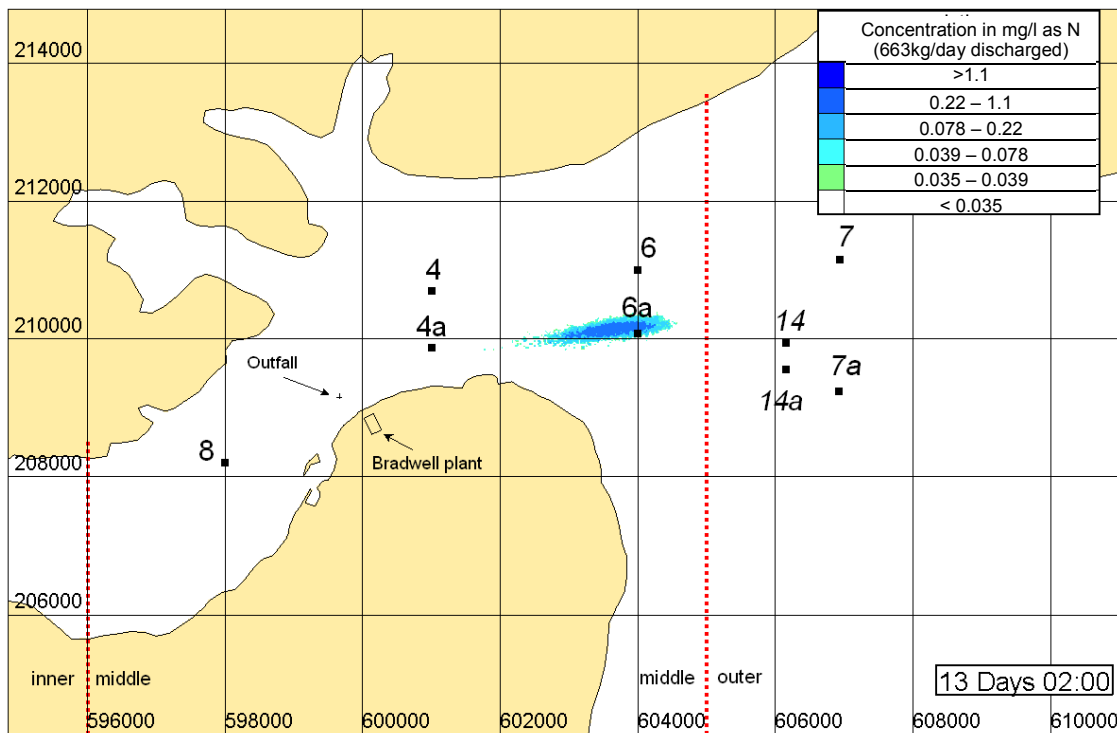 Concentration in mg/l as N
(663kg/day discharged)
>1.1
0.22 – 1.1
0.078 – 0.22
0.039 – 0.078
0.035 – 0.039
< 0.035
214000
212000
210000
208000
206000
4
4a
6
6a
7
14
7a
14a
8
Outfall
Bradwell plant
inner
middle
middle
outer
13 Days 02:00
596000
598000
600000
602000
604000
606000
608000
610000